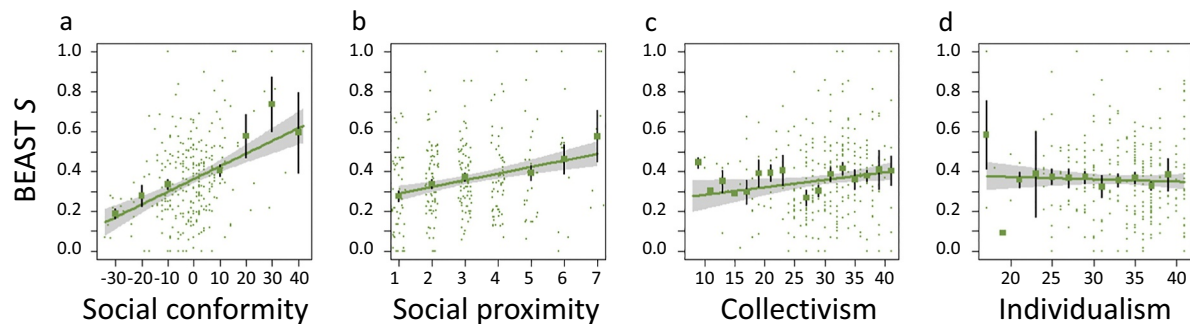 a b c d
BEAST S
1.0 1.0 1.0 1.0
0.8 0.8 0.8 0.8
0.6 0.6 0.6 0.6
0.4 0.4 0.4 0.4
0.2 0.2 0.2 0.2
0.0 0.0 0.0 0.0
-30 -20 -10 0 10 20 30 40 1 2 3 4 5 6 7 10 15 20 25 30 35 40 20 25 30 35 40
Social conformity Social proximity Collectivism Individualism